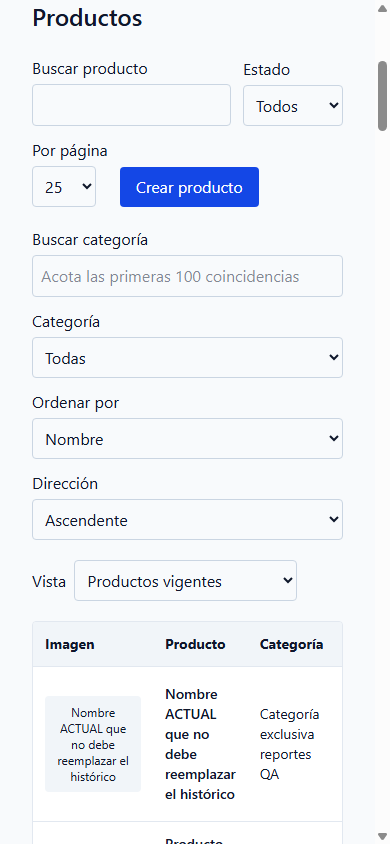 Productos
Buscar producto
Estado
Todos
Por página
25
Crear producto
Buscar categoría
Acota las primeras 100 coincidencias
Categoría
Todas
Ordenar por
Nombre
Dirección
Ascendente
Vista
Productos vigentes
Imagen Producto Categoría
Nombre
ACTUAL que
no debe
reemplazar el
histórico
Nombre
ACTUAL
que no
debe
reemplazar
el histórico
Categoría
exclusiva
reportes
QA
Producto